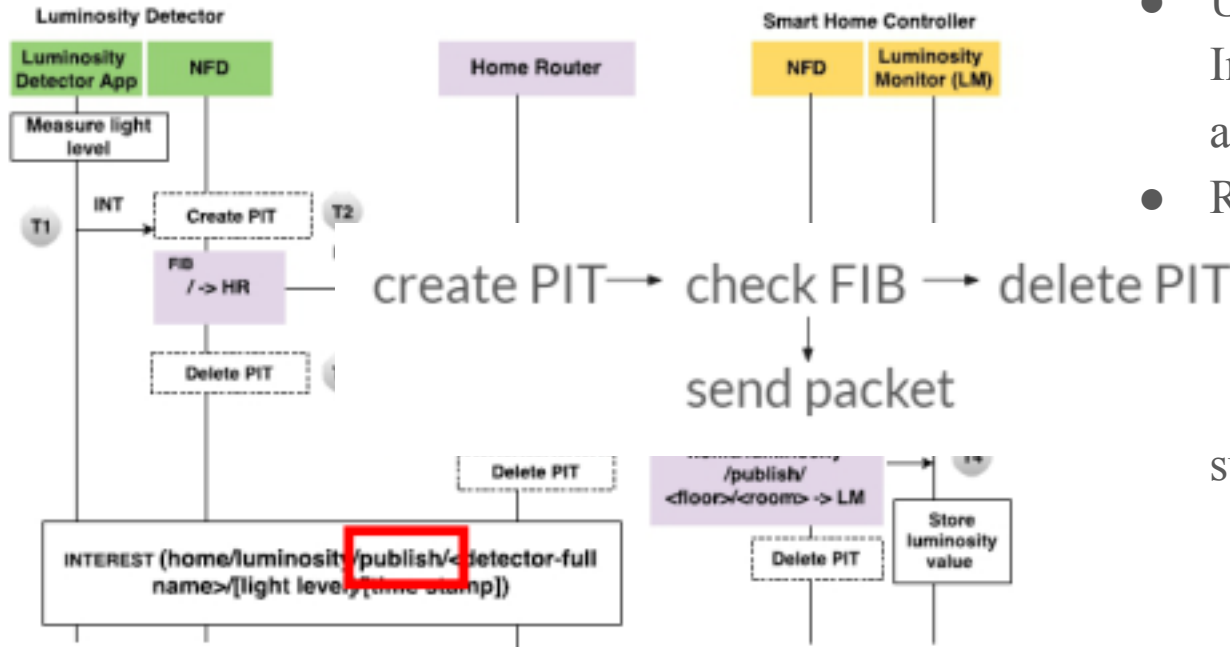 Luminosity Detector
Smart Home Controller
Luminosity
Detector App
NFD
Home Router
NFD
Luminosity
Monitor (LM)
Measure light
level
INT
T1
Create PIT
T2
FIB
/ -> HR
create PIT
check FIB
delete PIT
send packet
Delete PIT
Delete PIT
/publish/
<floor>/<room> -> LM
T4
Store
luminosity
value
Delete PIT
INTEREST (home/luminosity/publish/<detector-full
name>/[light level]/[time stamp])